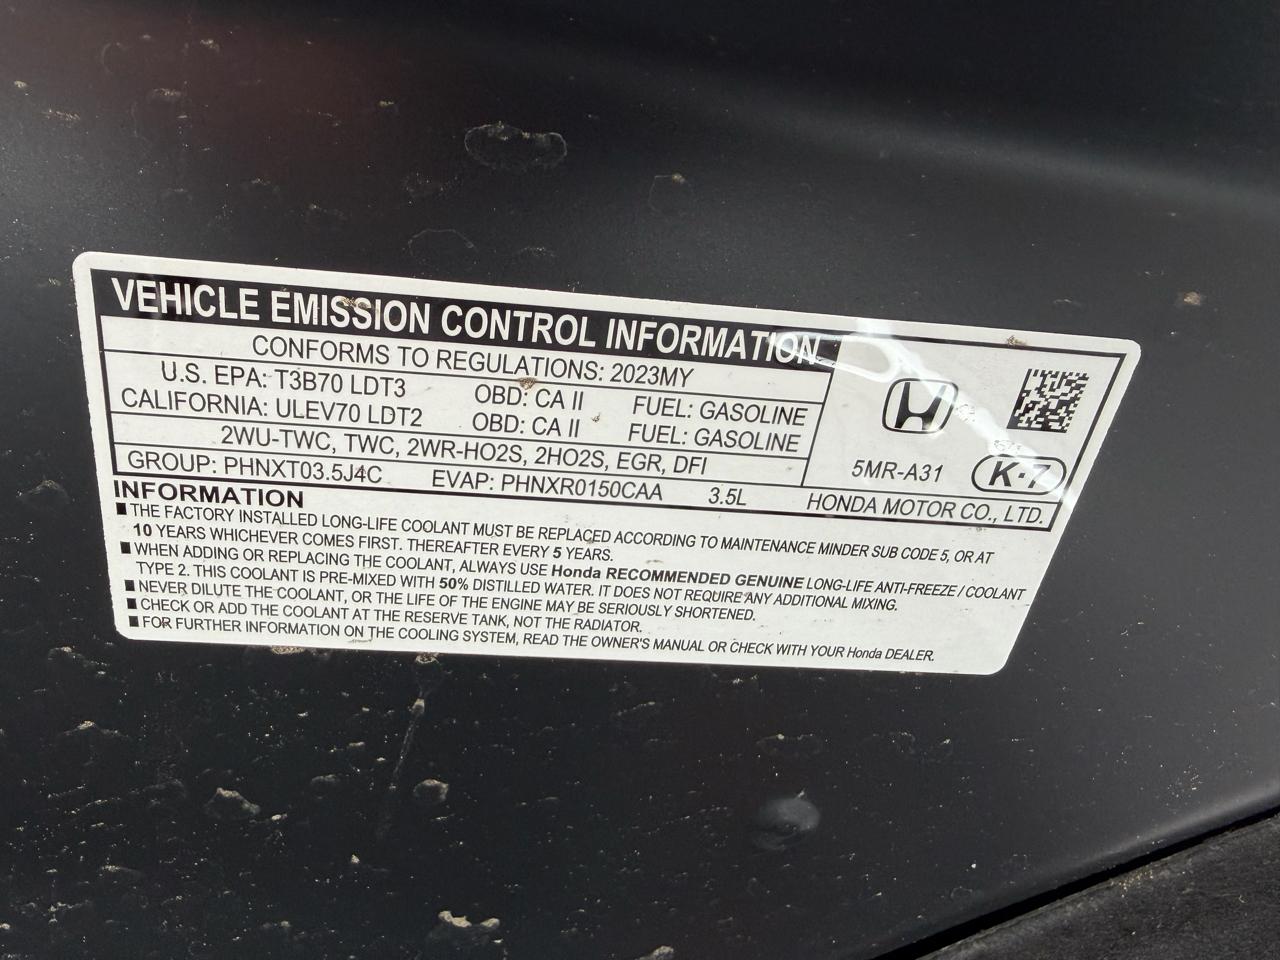 VEHICLE EMISSION CONTROL INFORMATION
CONFORMS TO REGULATIONS: 2023MY
U.S. EPA: T3B70 LDT3 OBD: CA II FUEL: GASOLINE
CALIFORNIA: ULEV70 LDT2 OBD: CA II FUEL: GASOLINE
2WU-TWC, TWC, 2WR-HO2S, 2HO2S, EGR, DFI
5MR-A31 K-7
GROUP: PHNXT03.5J4C EVAP: PHNXR0150CAA 3.5L HONDA MOTOR CO., LTD.
INFORMATION
■ THE FACTORY INSTALLED LONG-LIFE COOLANT MUST BE REPLACED ACCORDING TO MAINTENANCE MINDER SUB CODE 5, OR AT
10 YEARS WHICHEVER COMES FIRST. THEREAFTER EVERY 5 YEARS.
■ WHEN ADDING OR REPLACING THE COOLANT, ALWAYS USE Honda RECOMMENDED GENUINE LONG-LIFE ANTI-FREEZE / COOLANT
TYPE 2. THIS COOLANT IS PRE-MIXED WITH 50% DISTILLED WATER. IT DOES NOT REQUIRE ANY ADDITIONAL MIXING.
■ NEVER DILUTE THE COOLANT, OR THE LIFE OF THE ENGINE MAY BE SERIOUSLY SHORTENED.
■ CHECK OR ADD THE COOLANT AT THE RESERVE TANK, NOT THE RADIATOR.
■ FOR FURTHER INFORMATION ON THE COOLING SYSTEM, READ THE OWNER'S MANUAL OR CHECK WITH YOUR Honda DEALER.